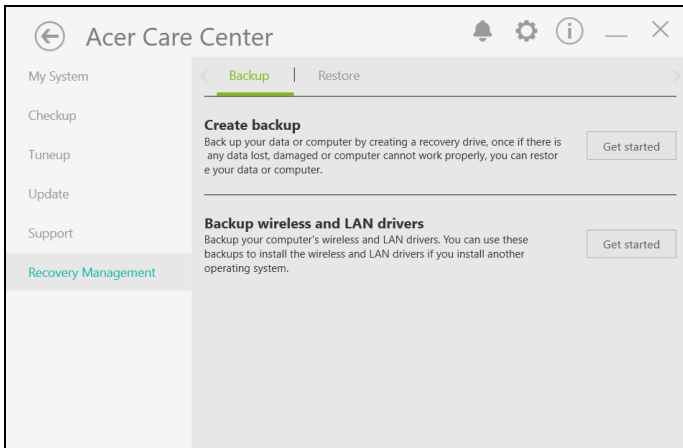 Acer Care Center
My System
Checkup
Tuneup
Update
Support
Recovery Management
Backup | Restore
Create backup
Back up your data or computer by creating a recovery drive, once if there is
any data lost, damaged or computer cannot work properly, you can restor
e your data or computer.
Get started
Backup wireless and LAN drivers
Backup your computer's wireless and LAN drivers. You can use these
backups to install the wireless and LAN drivers if you install another
operating system.
Get started